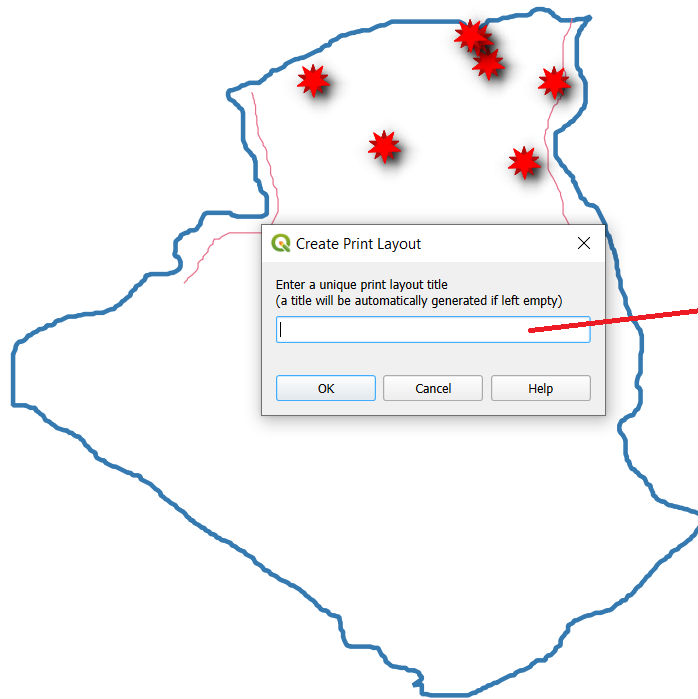 Create Print Layout
Enter a unique print layout title
(a title will be automatically generated if left empty)
OK
Cancel
Help